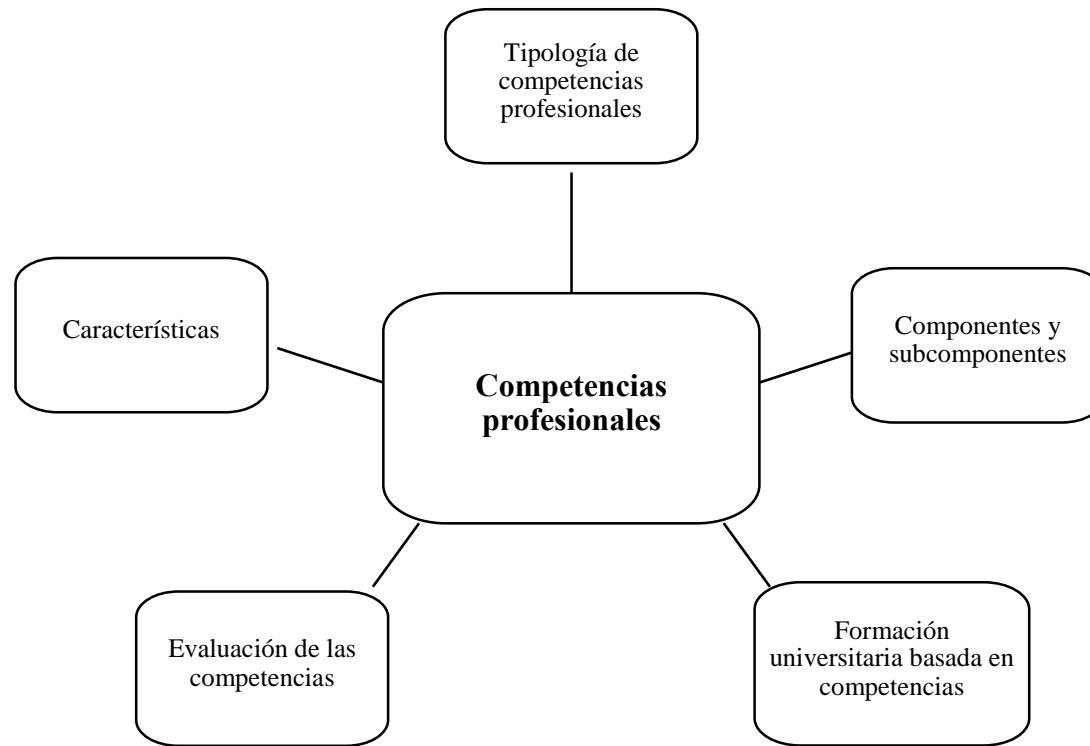 Tipología de
competencias
profesionales
Características
Componentes y
subcomponentes
Competencias
profesionales
Evaluación de las
competencias
Formación
universitaria basada en
competencias